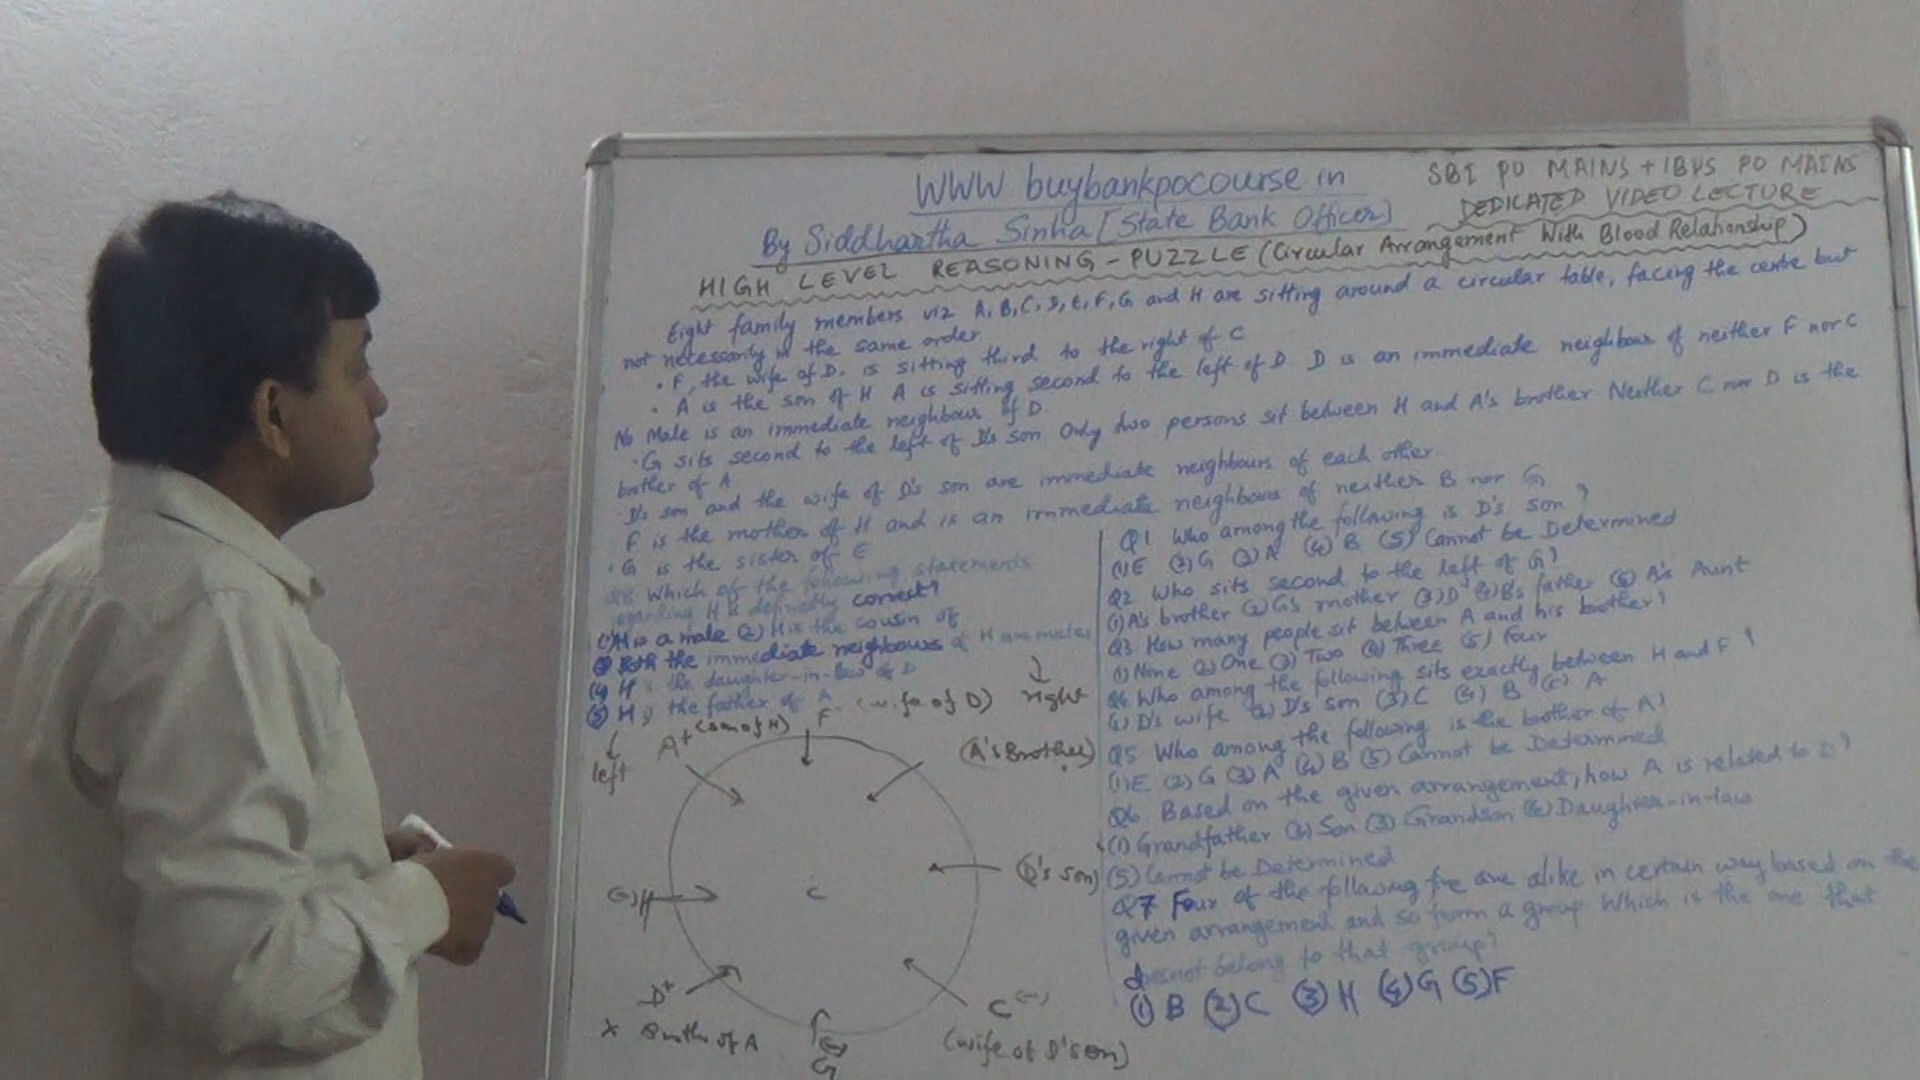 WWW buybankpocourse in
SBI PO MAINS + IBPS PO MAINS
DEDICATED VIDEO LECTURE
By Siddhartha Sinha [State Bank Officer]
HIGH LEVEL REASONING - PUZZLE (Circular Arrangement With Blood Relationship)
Eight family members viz A, B, C, D, E, F, G and H are sitting around a circular table, facing the centre but
not necessarily in the same order
• F, the wife of D, is sitting third to the right of C
• A is the son of H A is sitting second to the left of D. D is an immediate neighbour of neither F nor C
No Male is an immediate neighbour of D
• G sits second to the left of D's son Only two persons sit between H and A's brother Neither C nor D is the
brother of A
• D's son and the wife of D's son are immediate neighbours of each other
F is the mother of H and is an immediate neighbour of neither B nor G
• G is the sister of E
Q8 Which of the following statements
regarding H is definitely correct?
(1) H is a male (2) H is the cousin of
(3) Both the immediate neighbours of H are males
(4) H is the daughter-in-law of D
(5) H is the father of A
Q1 Who among the following is D's son ?
(1) E (2) G (3) A (4) B (5) Cannot be Determined
Q2 Who sits second to the left of G?
(1) A's brother (2) G's mother (3) D (4) B's father (5) A's Aunt
Q3 How many people sit between A and his brother?
(1) None (2) One (3) Two (4) Three (5) Four
Q4 Who among the following sits exactly between H and F ?
(1) D's wife (2) D's son (3) C (4) B (5) A
Q5 Who among the following is the brother of A?
(1) E (2) G (3) A (4) B (5) Cannot be Determined
Q6 Based on the given arrangement, how A is related to D?
(1) Grandfather (2) Son (3) Grandson (4) Daughter-in-law
(5) Cannot be Determined
Q7 Four of the following five are alike in certain way based on the
given arrangement and so form a group Which is the one that
does not belong to that group?
(1) B (2) C (3) H (4) G (5) F
left
right
A+ (son of H)
F (wife of D)
(A's Brother)
(D's son)
(-) H
C
D+
X Brother of A
(-)
G
C (-)
(wife of D's son)